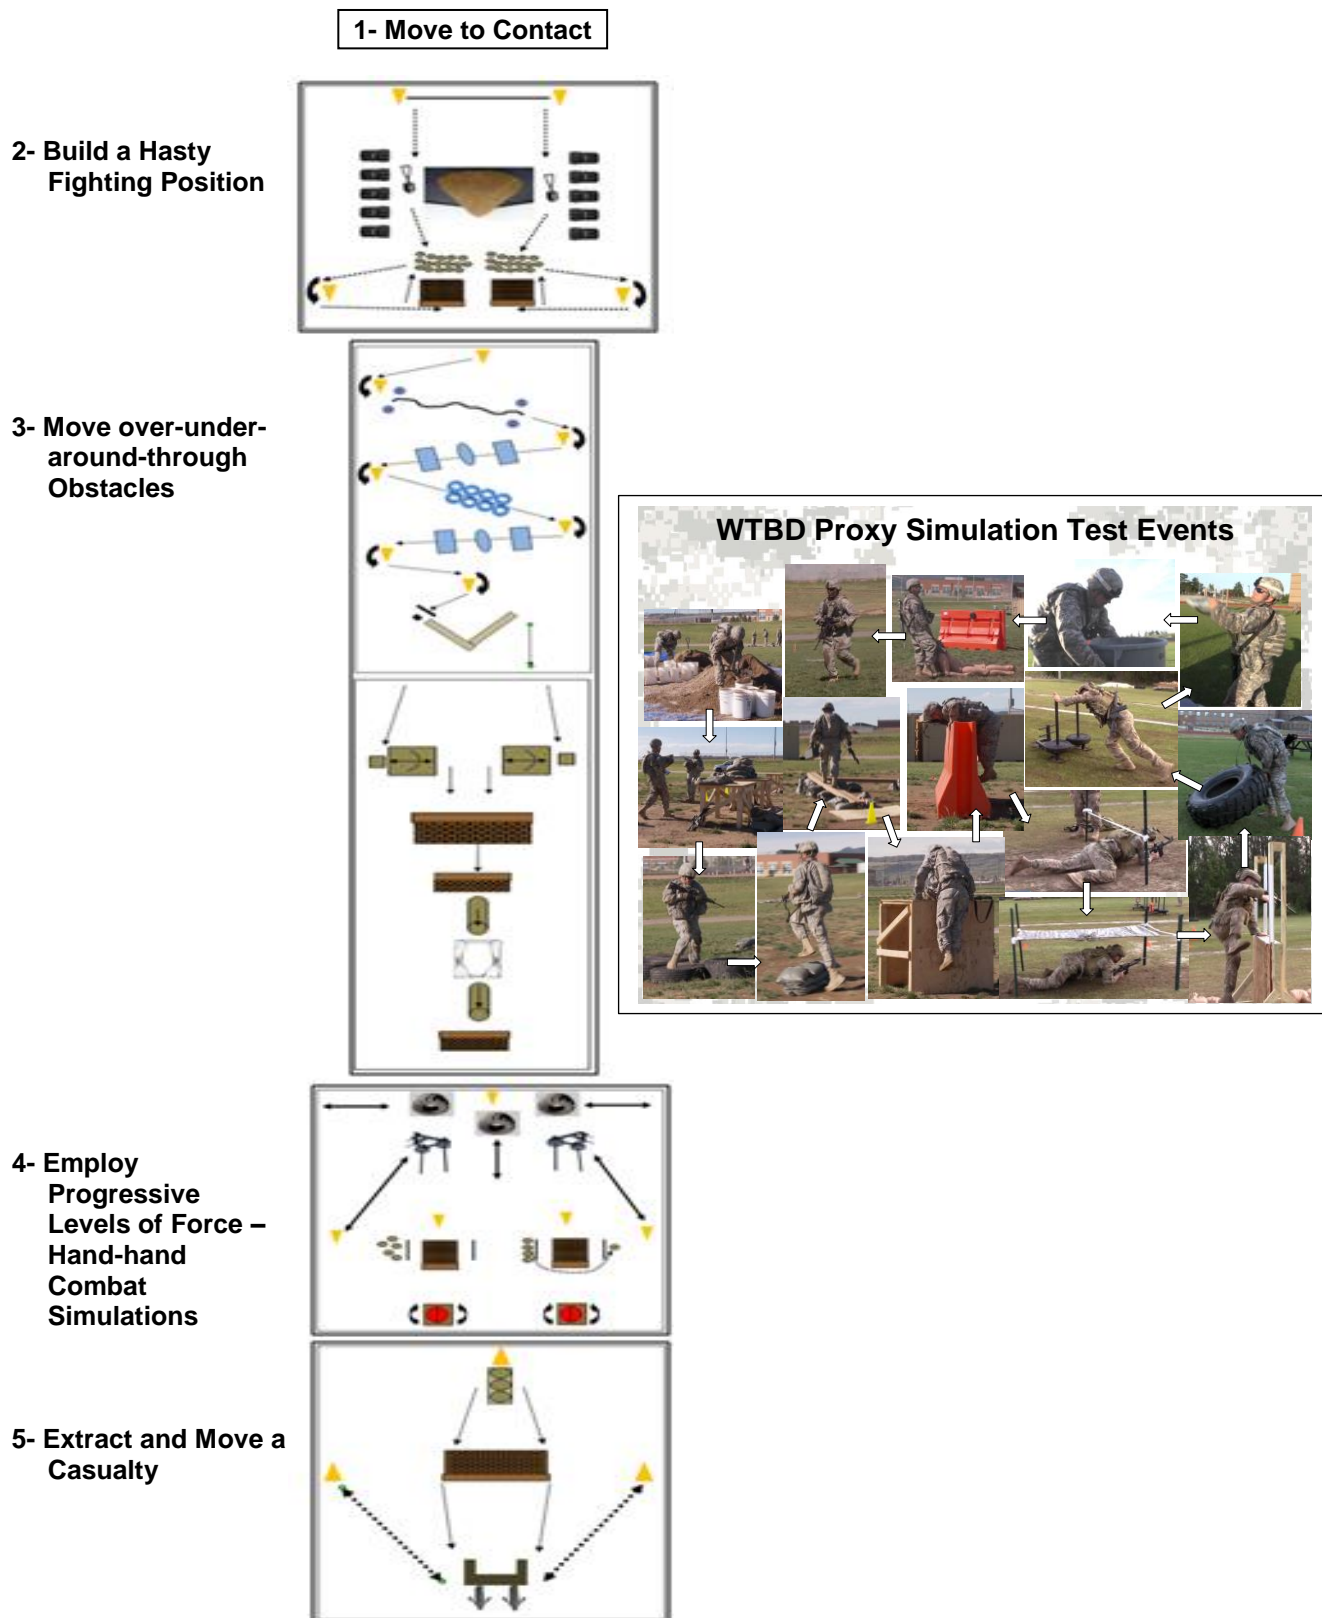 1- Move to Contact
2- Build a Hasty
Fighting Position
3- Move over-under-
around-through
Obstacles
WTBD Proxy Simulation Test Events
4- Employ
Progressive
Levels of Force –
Hand-hand
Combat
Simulations
5- Extract and Move a
Casualty